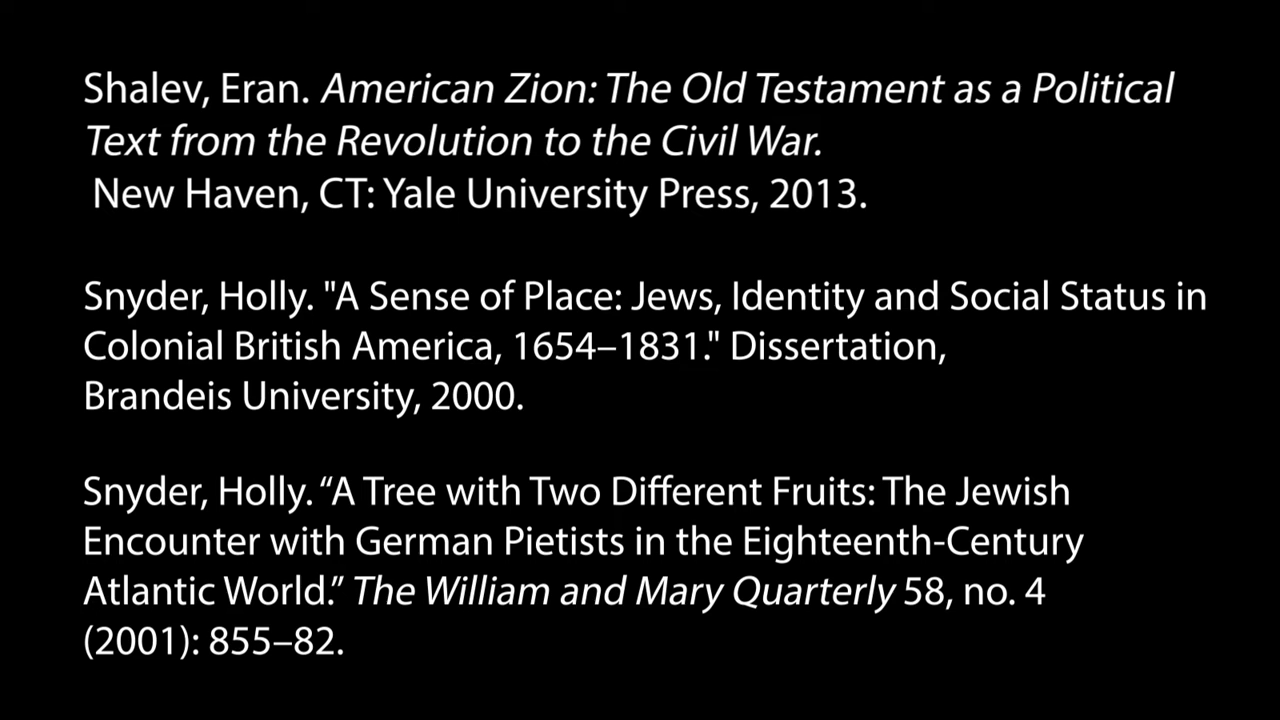 Shalev, Eran. American Zion: The Old Testament as a Political
Text from the Revolution to the Civil War.
New Haven, CT: Yale University Press, 2013.
Snyder, Holly. "A Sense of Place: Jews, Identity and Social Status in
Colonial British America, 1654–1831." Dissertation,
Brandeis University, 2000.
Snyder, Holly. “A Tree with Two Different Fruits: The Jewish
Encounter with German Pietists in the Eighteenth-Century
Atlantic World.” The William and Mary Quarterly 58, no. 4
(2001): 855–82.